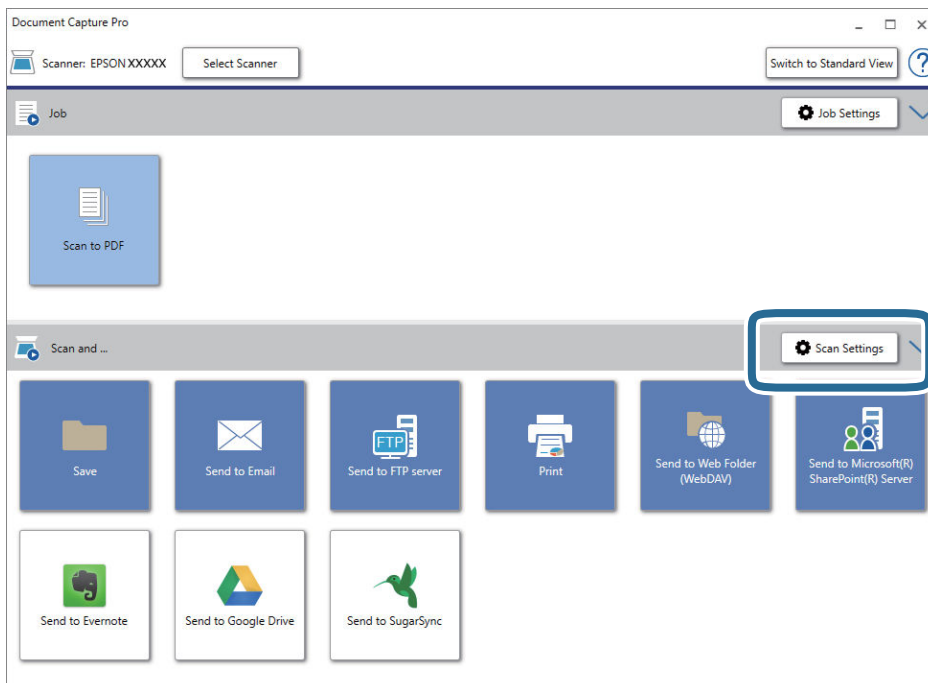 Document Capture Pro
Scanner: EPSON XXXXX
Select Scanner
Switch to Standard View
?
Job
Job Settings
Scan to PDF
Scan and ...
Scan Settings
Save
Send to Email
FTP
Send to FTP server
Print
Send to Web Folder
(WebDAV)
Send to Microsoft(R)
SharePoint(R) Server
Send to Evernote
Send to Google Drive
Send to SugarSync